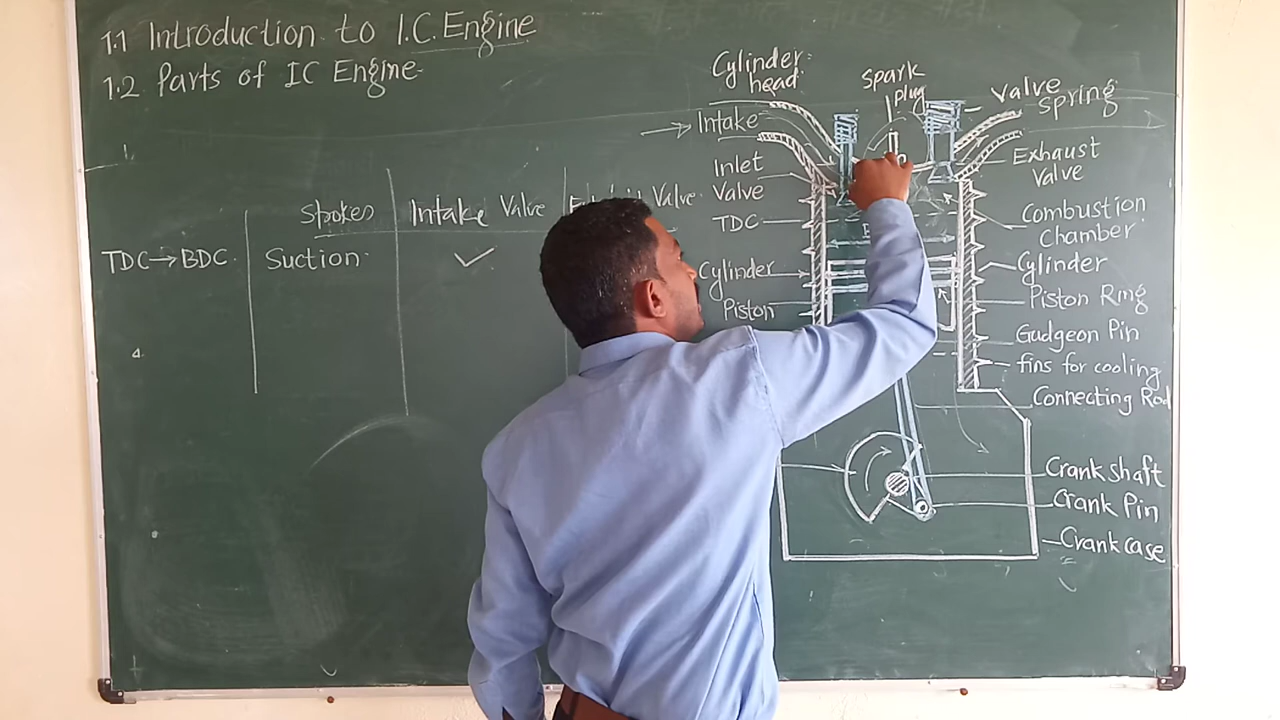 1.1 Introduction to I.C. Engine
1.2 Parts of IC Engine
Strokes
Intake Valve
Valve
TDC→BDC
Suction
✓
Cylinder
head
Spark
plug
Valve
Spring
Intake
Inlet
Valve
TDC
Cylinder
Piston
Exhaust
Valve
Combustion
Chamber
Cylinder
Piston Ring
Gudgeon Pin
fins for cooling
Connecting Rod
Crank shaft
Crank Pin
Crank case